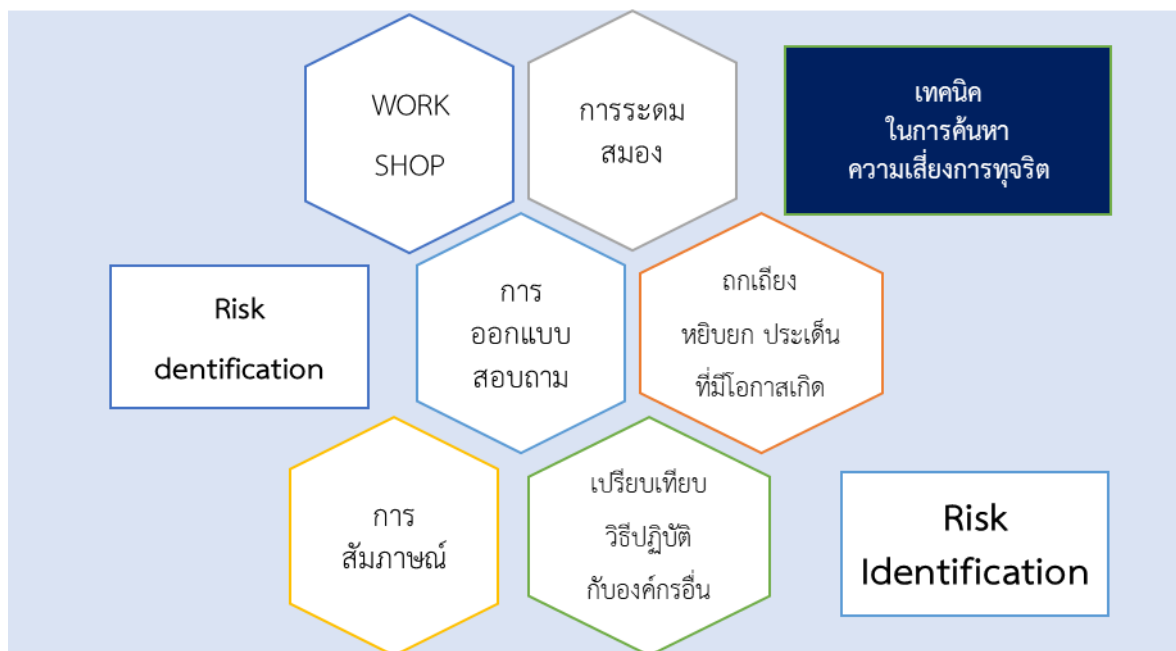 WORK
SHOP
การระดม
สมอง
เทคนิค
ในการค้นหา
ความเสี่ยงการทุจริต
Risk
dentification
การ
ออกแบบ
สอบถาม
ถกเถียง
หยิบยก ประเด็น
ที่มีโอกาสเกิด
การ
สัมภาษณ์
เปรียบเทียบ
วิธีปฏิบัติ
กับองค์กรอื่น
Risk
Identification